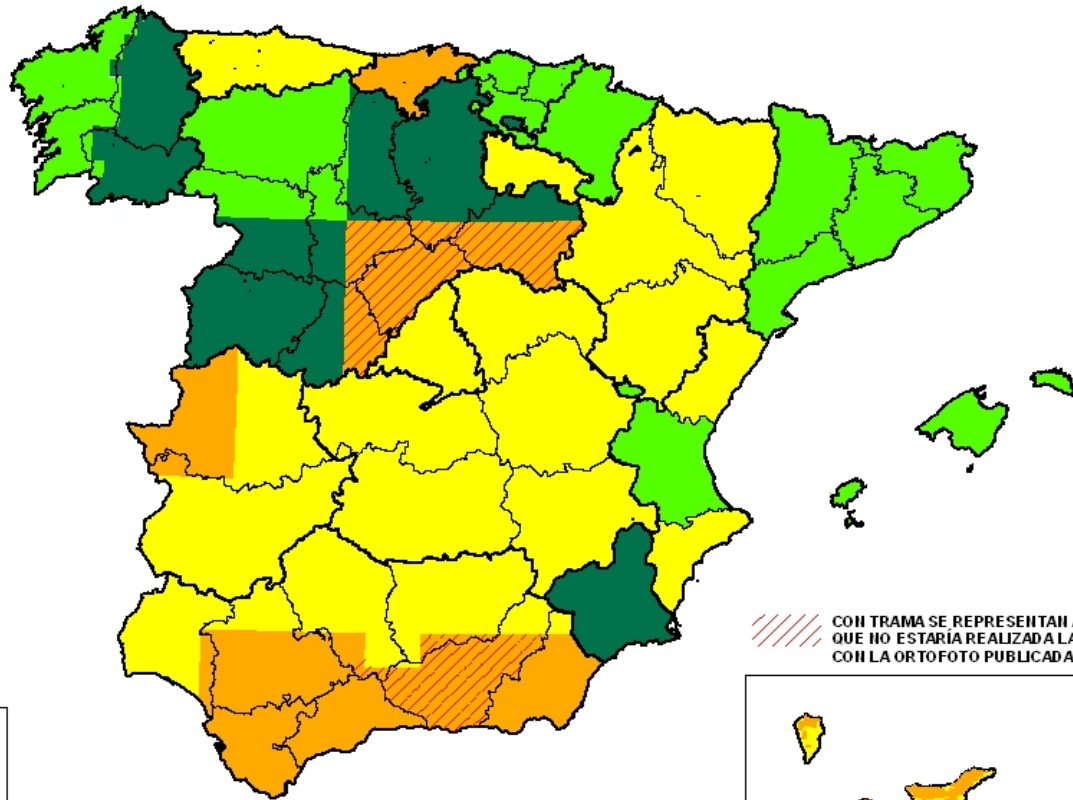 CON TRAMA SE REPRESENTAN
QUE NO ESTARÍA REALIZADA LA
CON LA ORTOFOTO PUBLICADA